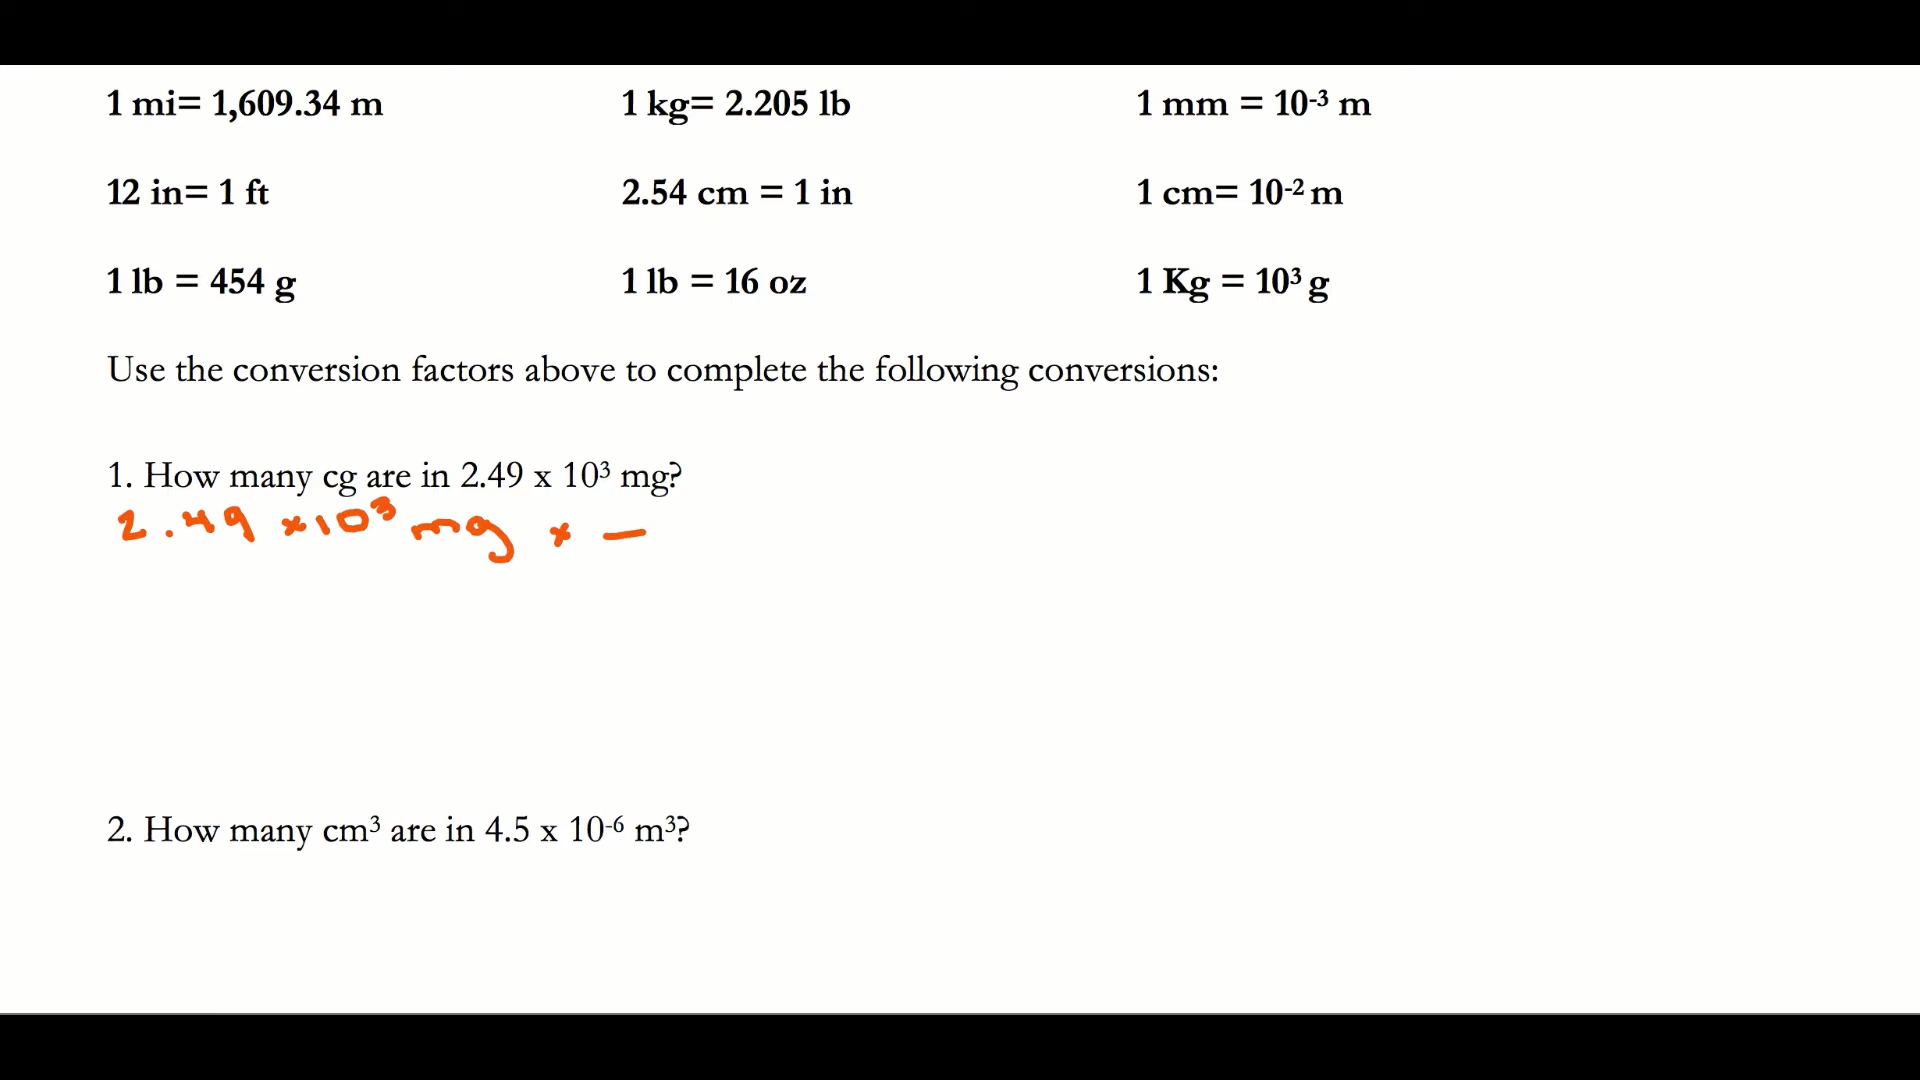 1 mi= 1,609.34 m 1 kg= 2.205 lb 1 mm = 10⁻³ m
12 in= 1 ft 2.54 cm = 1 in 1 cm= 10⁻² m
1 lb = 454 g 1 lb = 16 oz 1 Kg = 10³ g
Use the conversion factors above to complete the following conversions:
1. How many cg are in 2.49 x 10³ mg?
2.49 x10³ mg x —
2. How many cm³ are in 4.5 x 10⁻⁶ m³?